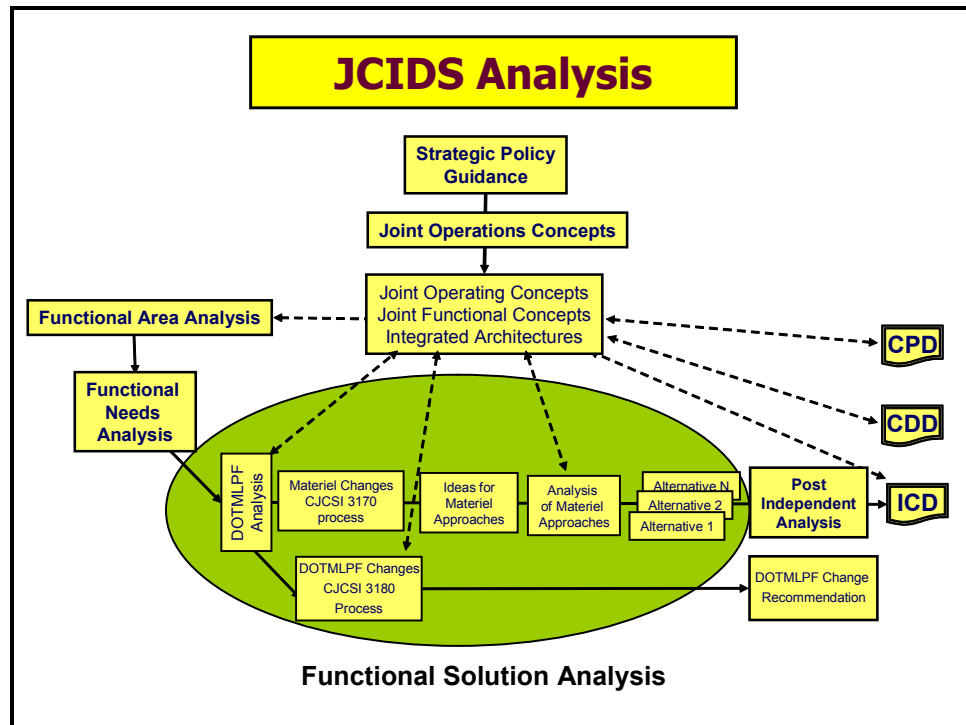 JCIDS Analysis
Strategic Policy
Guidance
Joint Operations Concepts
Joint Operating Concepts
Joint Functional Concepts
Integrated Architectures
Functional Area Analysis
CPD
Functional
Needs
Analysis
CDD
DOTMLPF
Analysis
Materiel Changes
CJCSI 3170
process
Ideas for
Materiel
Approaches
Analysis
of Materiel
Approaches
Alternative N
Alternative 2
Alternative 1
Post
Independent
Analysis
ICD
DOTMLPF Changes
CJCSI 3180
Process
DOTMLPF Change
Recommendation
Functional Solution Analysis